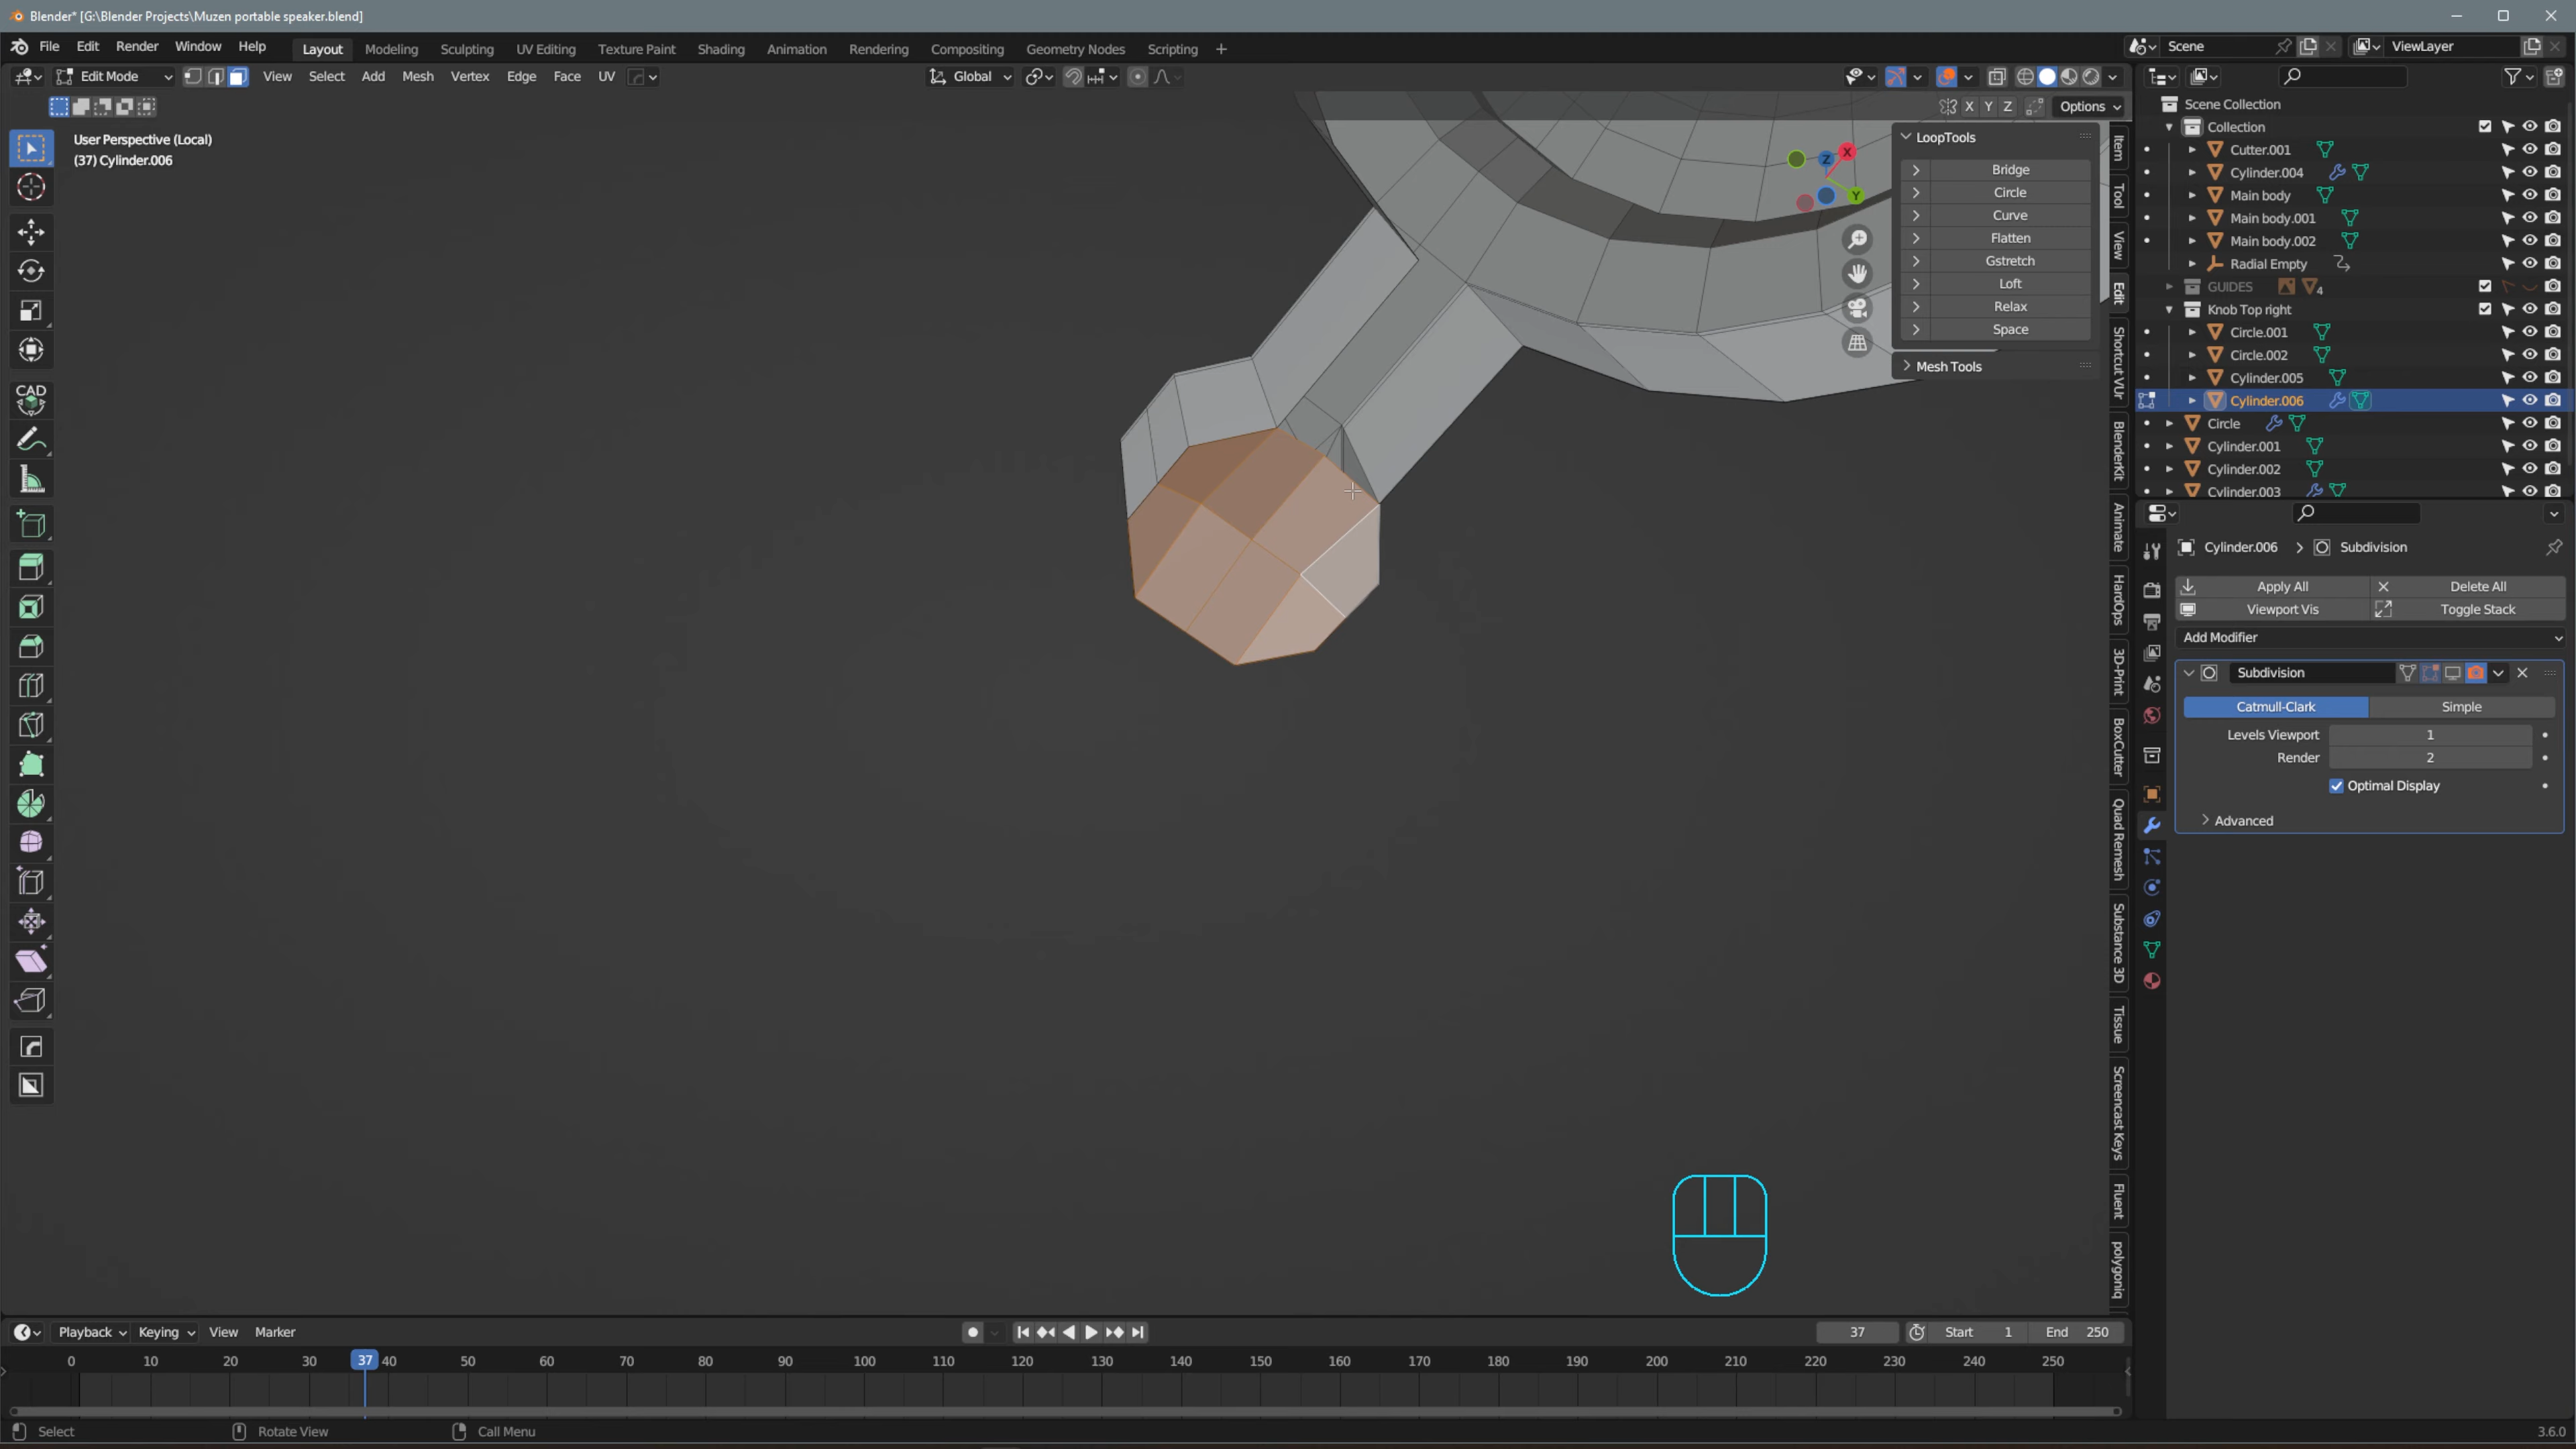 Blender* [G:\Blender Projects\Muzen portable speaker.blend]
File Edit Render Window Help Layout Modeling Sculpting UV Editing Texture Paint Shading Animation Rendering Compositing Geometry Nodes Scripting + Scene ViewLayer
Edit Mode View Select Add Mesh Vertex Edge Face UV Global
X Y Z Options
User Perspective (Local)
(37) Cylinder.006
CAD
X
Z
Y
LoopTools
Bridge
Circle
Curve
Flatten
Gstretch
Loft
Relax
Space
Mesh Tools
Item
Tool
View
Edit
Shortcut VUr
BlenderKit
Animate
HardOps
3D-Print
BoxCutter
Quad Remesh
Substance 3D
Tissue
Screencast Keys
Fluent
polygoniq
Scene Collection
Collection
Cutter.001
Cylinder.004
Main body
Main body.001
Main body.002
Radial Empty
GUIDES 4
Knob Top right
Circle.001
Circle.002
Cylinder.005
Cylinder.006
Circle
Cylinder.001
Cylinder.002
Cylinder.003
Cylinder.006 > Subdivision
Apply All Delete All
Viewport Vis Toggle Stack
Add Modifier
Subdivision
Catmull-Clark Simple
Levels Viewport 1
Render 2
Optimal Display
Advanced
Playback Keying View Marker 37 Start 1 End 250
0 10 20 30 37 40 50 60 70 80 90 100 110 120 130 140 150 160 170 180 190 200 210 220 230 240 250
Select Rotate View Call Menu 3.6.0